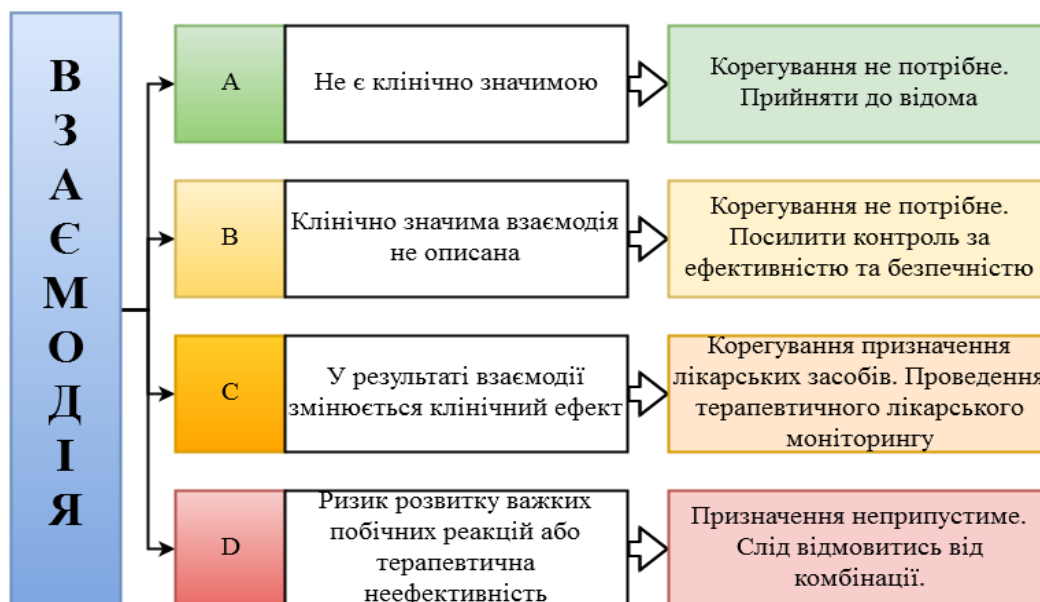 ВЗАЄМОДІЯ
A
Не є клінічно значимою
Корегування не потрібне.
Прийняти до відома
B
Клінічно значима взаємодія
не описана
Корегування не потрібне.
Посилити контроль за
ефективністю та безпечністю
C
У результаті взаємодії
змінюється клінічний ефект
Корегування призначення
лікарських засобів. Проведення
терапевтичного лікарського
моніторингу
D
Ризик розвитку важких
побічних реакцій або
терапевтична
неефективність
Призначення неприпустиме.
Слід відмовитись від
комбінації.